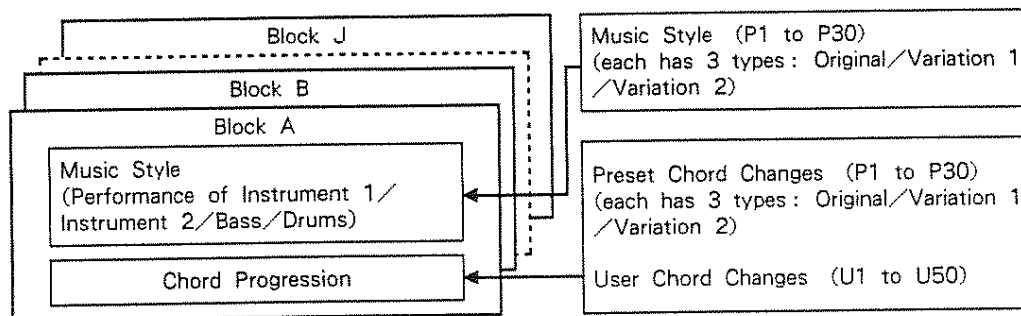 Block J
Block B
Block A
Music Style
(Performance of Instrument 1/
Instrument 2/Bass/Drums)
Chord Progression
Music Style (P1 to P30)
(each has 3 types: Original/Variation 1
/Variation 2)
Preset Chord Changes (P1 to P30)
(each has 3 types: Original/Variation 1
/Variation 2)
User Chord Changes (U1 to U50)